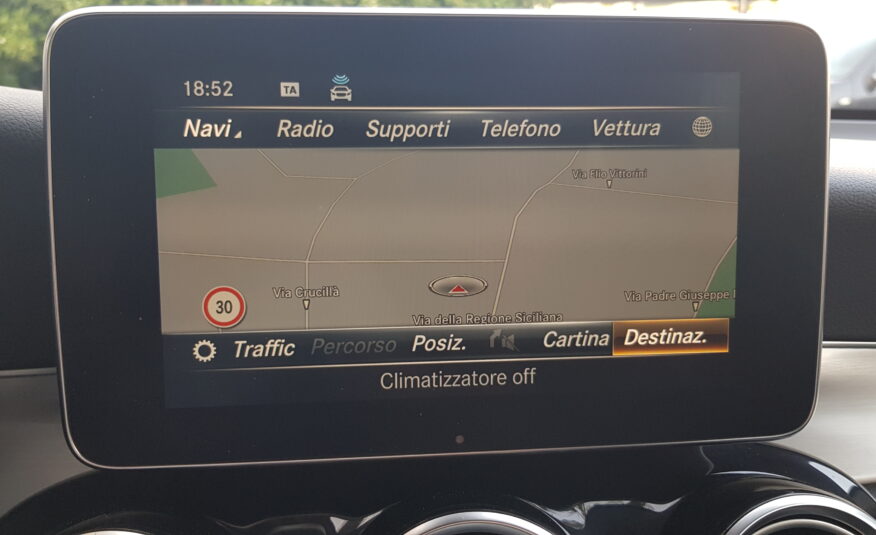 18:52 TA
Navi Radio Supporti Telefono Vettura
Via Elio Vittorini
30
Via Crucillà
Via Padre Giuseppe
Via della Regione Siciliana
Traffic Percorso Posiz. Cartina Destinaz.
Climatizzatore off